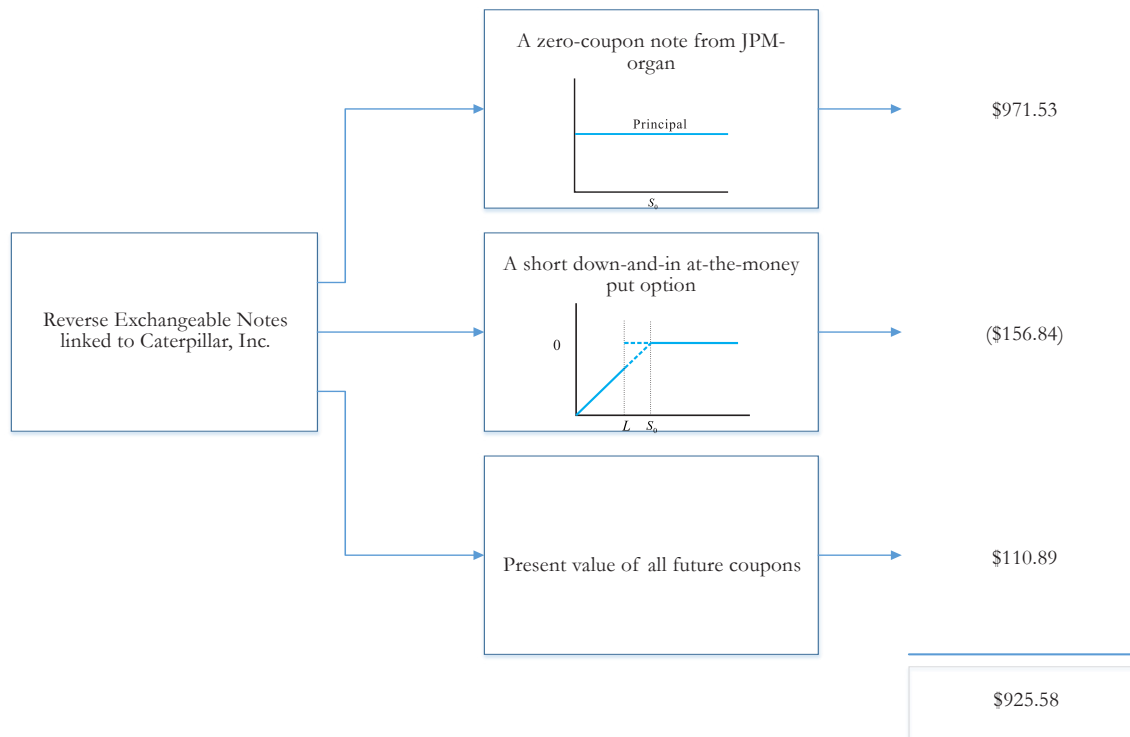 A zero-coupon note from JPM-
organ
Principal
S₀
$971.53
Reverse Exchangeable Notes
linked to Caterpillar, Inc.
A short down-and-in at-the-money
put option
0
L S₀
($156.84)
Present value of all future coupons
$110.89
$925.58